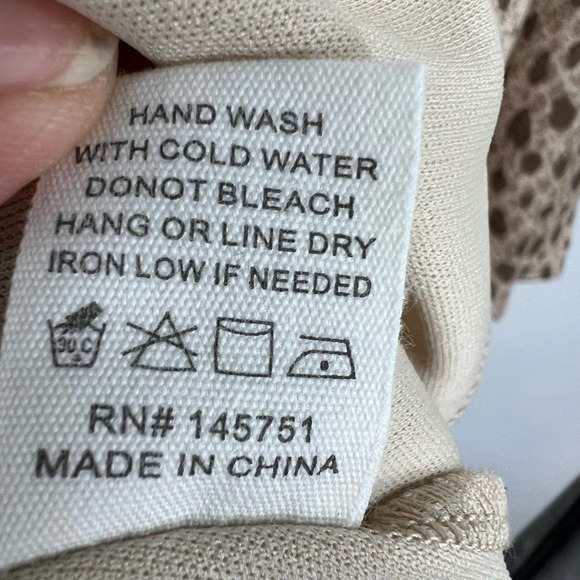 HAND WASH
WITH COLD WATER
DONOT BLEACH
HANG OR LINE DRY
IRON LOW IF NEEDED
30 C
RN# 145751
MADE IN CHINA